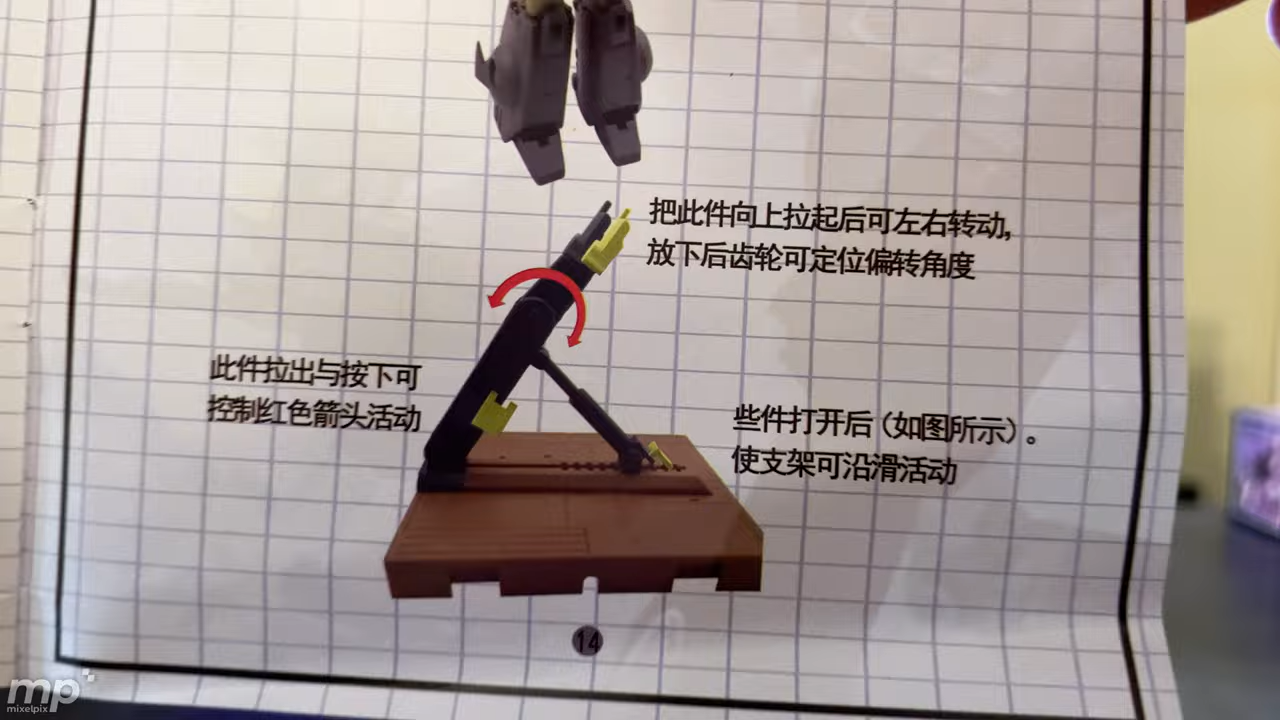 把此件向上拉起后可左右转动,
放下后齿轮可定位偏转角度
此件拉出与按下可
控制红色箭头活动
些件打开后（如图所示）。
使支架可沿滑活动
14
mp
mixelpix